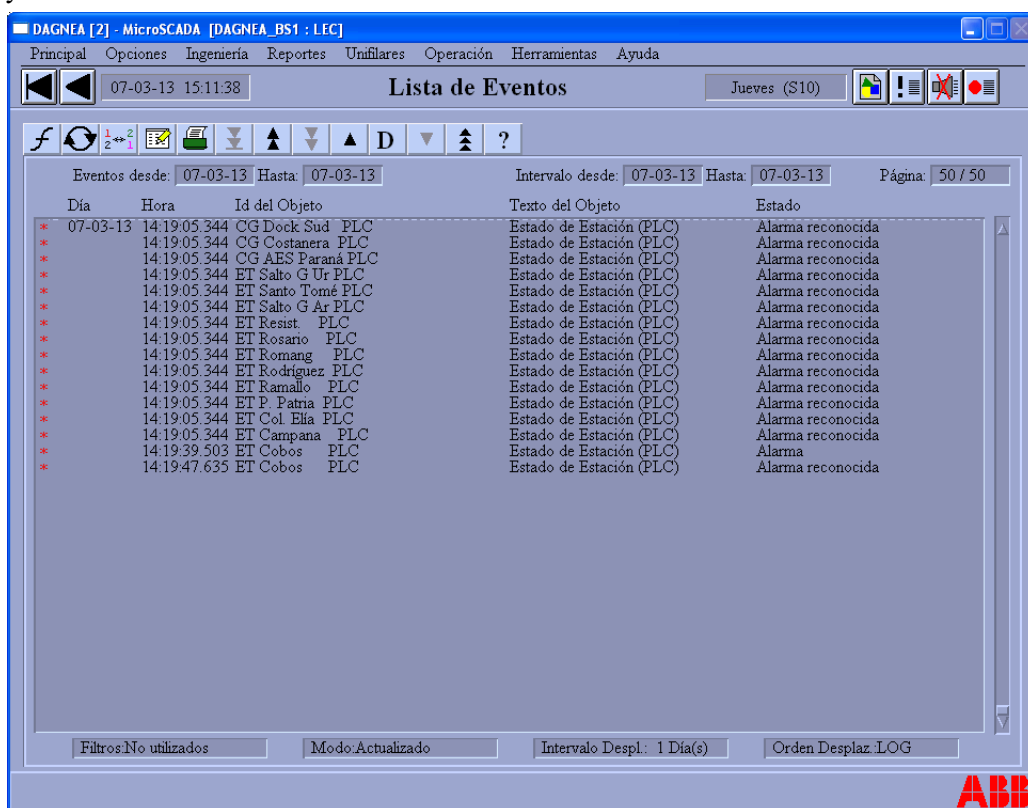 y
DAGNEA [2] - MicroSCADA [DAGNEA_BS1 : LEC]
Principal Opciones Ingeniería Reportes Unifilares Operación Herramientas Ayuda
07-03-13 15:11:38 Lista de Eventos Jueves (S10)
f 1 2 2 1 D ?
Eventos desde: 07-03-13 Hasta: 07-03-13 Intervalo desde: 07-03-13 Hasta: 07-03-13 Página: 50 / 50
Día Hora Id del Objeto Texto del Objeto Estado
* 07-03-13 14:19:05.344 CG Dock Sud PLC Estado de Estación (PLC) Alarma reconocida
* 14:19:05.344 CG Costanera PLC Estado de Estación (PLC) Alarma reconocida
* 14:19:05.344 CG AES Paraná PLC Estado de Estación (PLC) Alarma reconocida
* 14:19:05.344 ET Salto G Ur PLC Estado de Estación (PLC) Alarma reconocida
* 14:19:05.344 ET Santo Tomé PLC Estado de Estación (PLC) Alarma reconocida
* 14:19:05.344 ET Salto G Ar PLC Estado de Estación (PLC) Alarma reconocida
* 14:19:05.344 ET Resist. PLC Estado de Estación (PLC) Alarma reconocida
* 14:19:05.344 ET Rosario PLC Estado de Estación (PLC) Alarma reconocida
* 14:19:05.344 ET Romang PLC Estado de Estación (PLC) Alarma reconocida
* 14:19:05.344 ET Rodríguez PLC Estado de Estación (PLC) Alarma reconocida
* 14:19:05.344 ET Ramallo PLC Estado de Estación (PLC) Alarma reconocida
* 14:19:05.344 ET P. Patria PLC Estado de Estación (PLC) Alarma reconocida
* 14:19:05.344 ET Col. Elía PLC Estado de Estación (PLC) Alarma reconocida
* 14:19:05.344 ET Campana PLC Estado de Estación (PLC) Alarma reconocida
* 14:19:39.503 ET Cobos PLC Estado de Estación (PLC) Alarma
* 14:19:47.635 ET Cobos PLC Estado de Estación (PLC) Alarma reconocida
Filtros:No utilizados Modo:Actualizado Intervalo Despl.: 1 Día(s) Orden Desplaz.:LOG
ABB